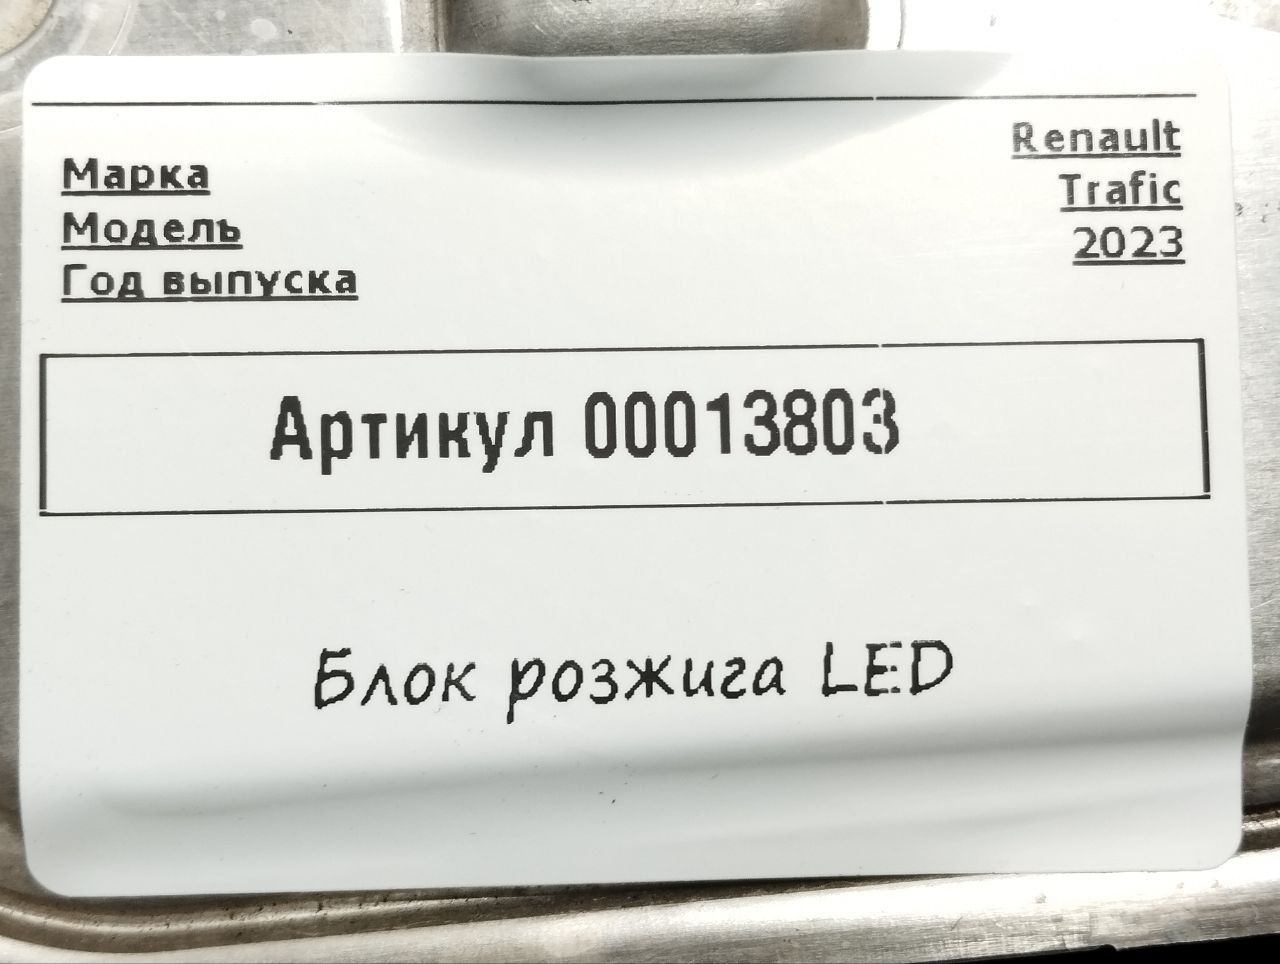 Марка Renault
Модель Trafic
Год выпуска 2023
Артикул 00013803
Блок розжига LED